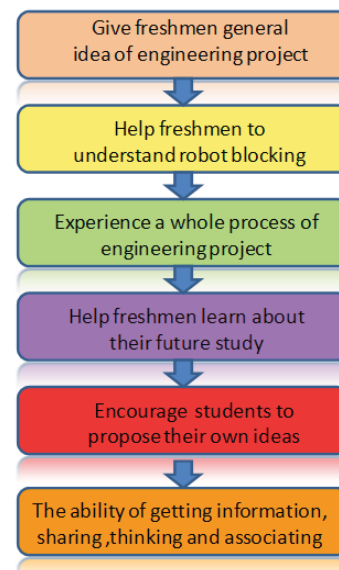 Give freshmen general
idea of engineering project
Help freshmen to
understand robot blocking
Experience a whole process of
engineering project
Help freshmen learn about
their future study
Encourage students to
propose their own ideas
The ability of getting information,
sharing ,thinking and associating